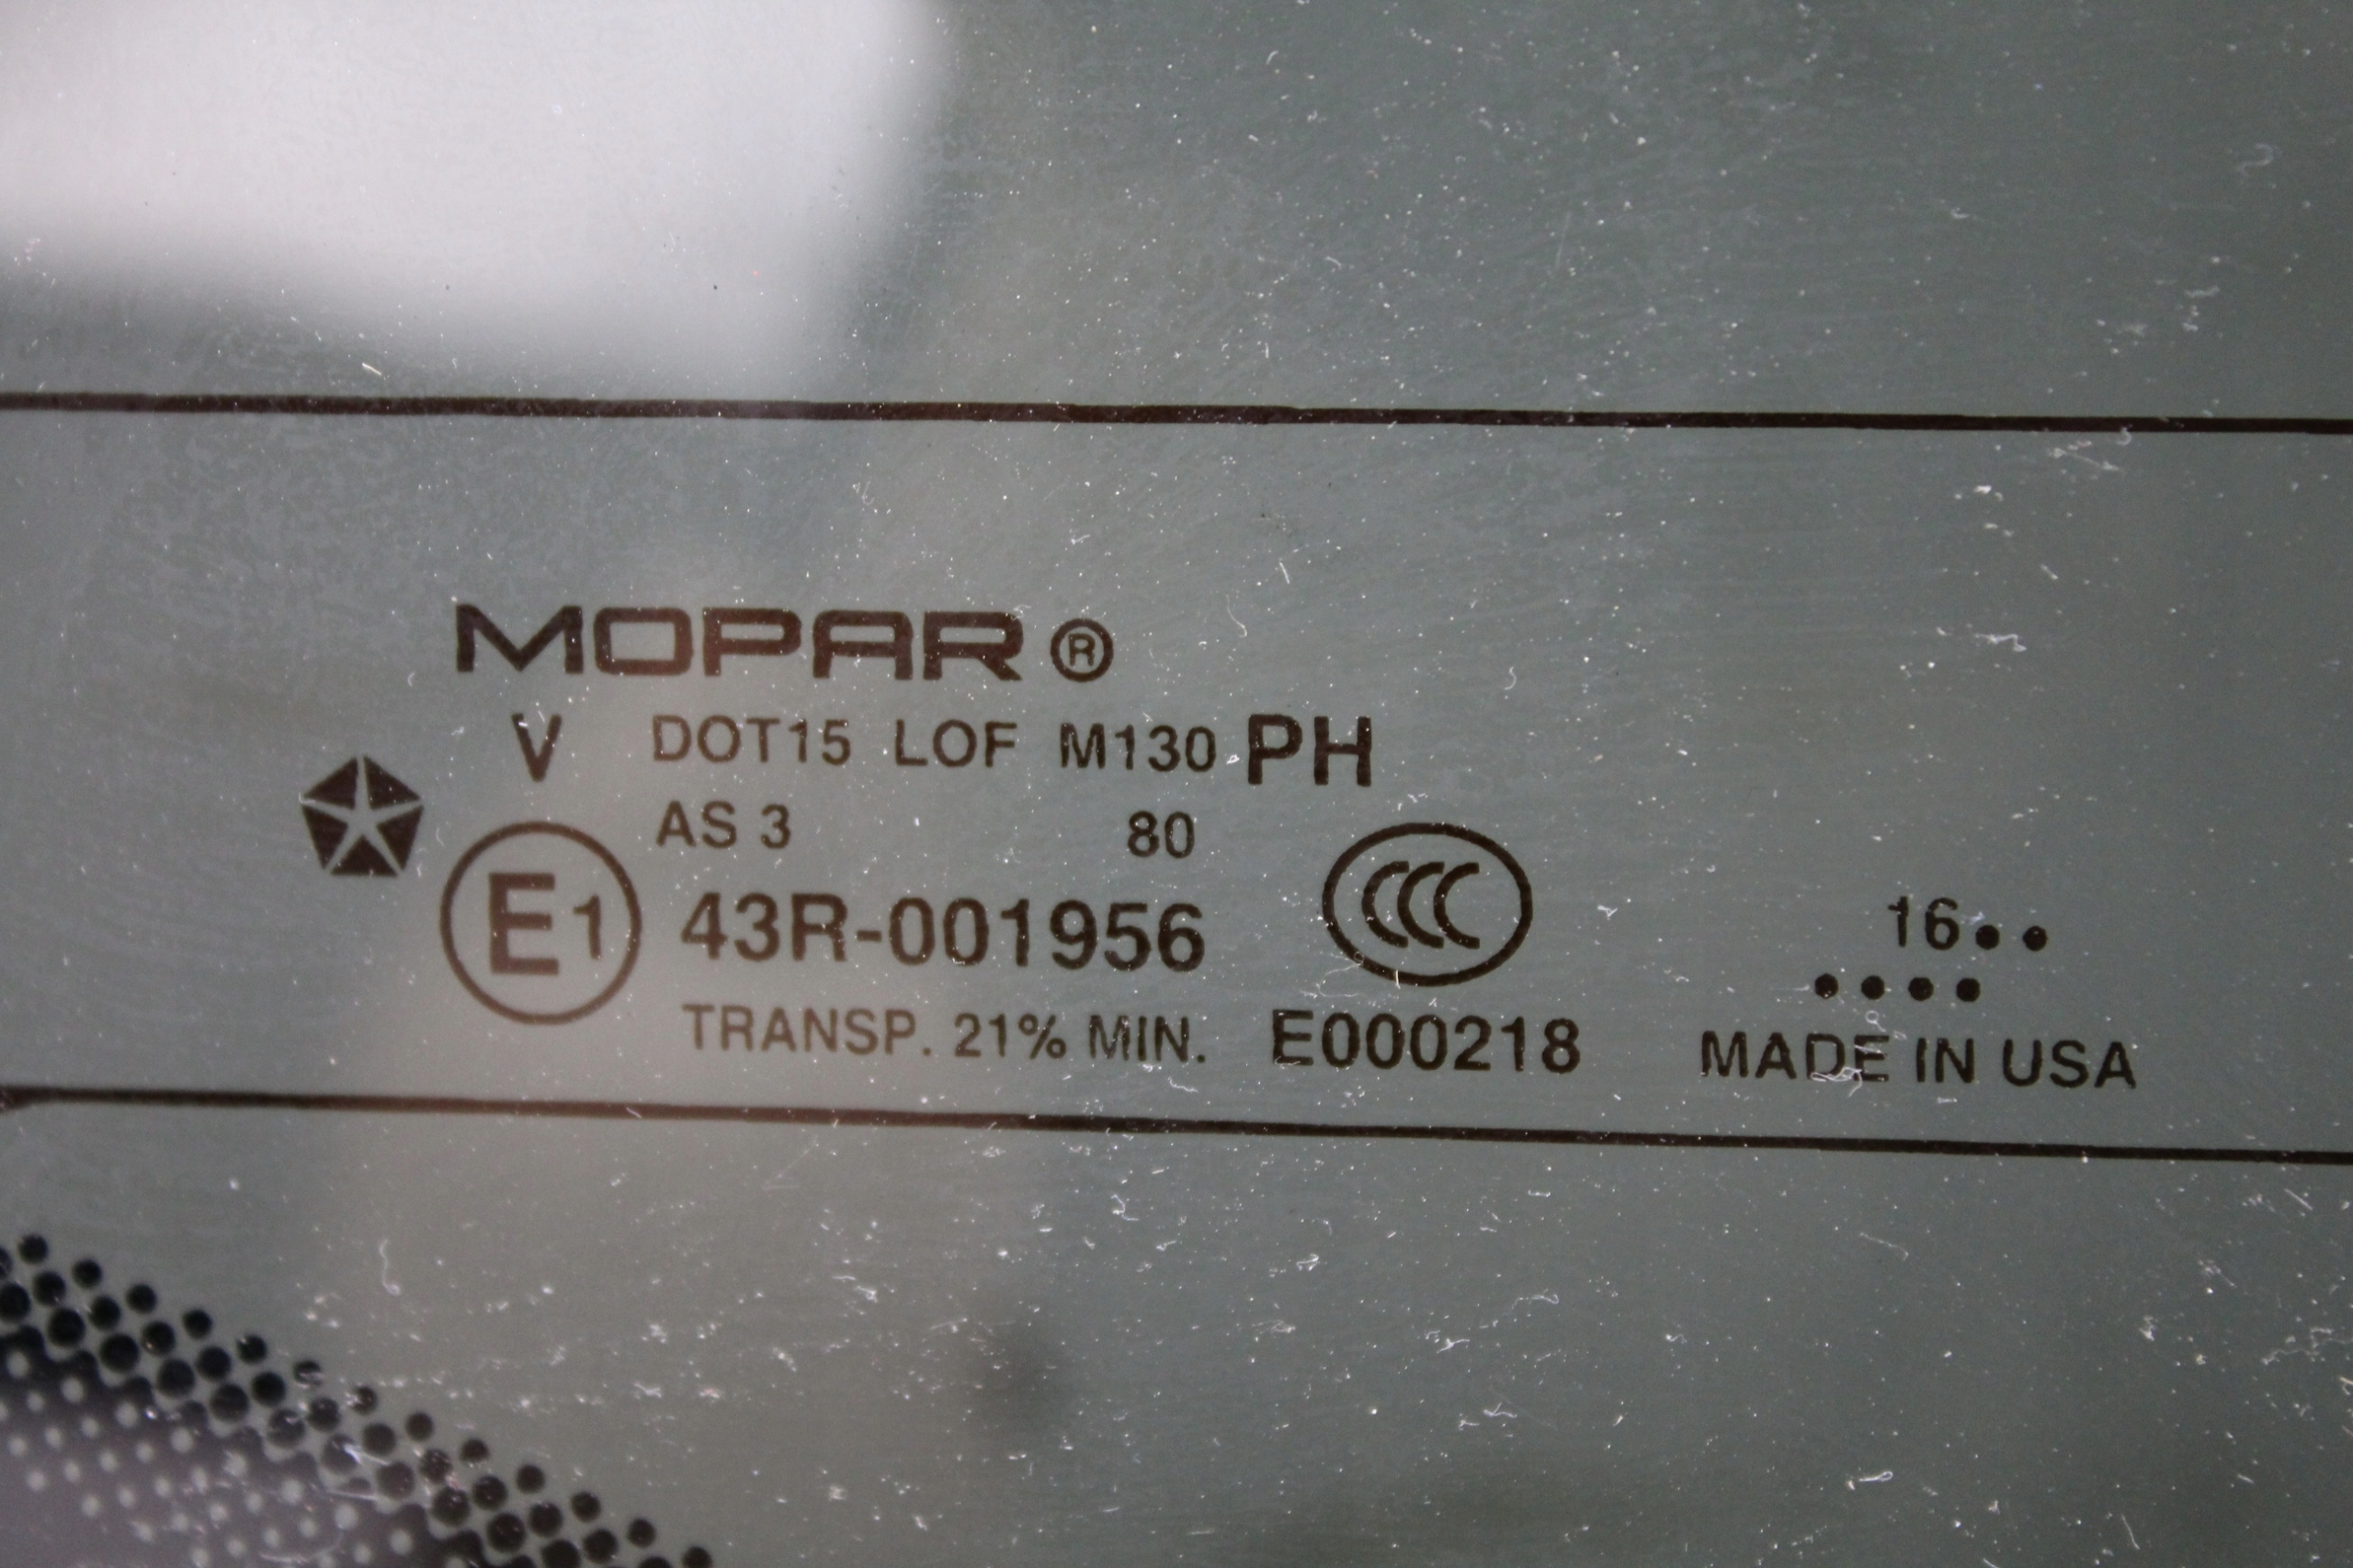 MOPAR ®
V DOT15 LOF M130 PH
AS 3 80
E1 43R-001956 CCC 16••
••••
TRANSP. 21% MIN. E000218 MADE IN USA